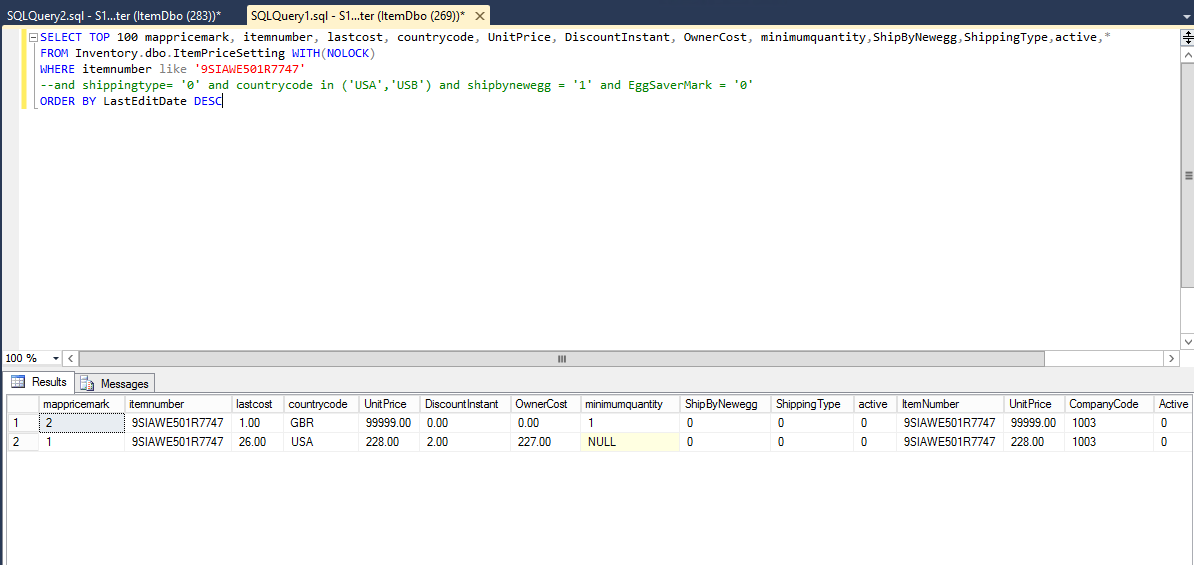 SQLQuery2.sql - S1...ter (ItemDbo (283))* SQLQuery1.sql - S1...ter (ItemDbo (269))*
SELECT TOP 100 mappricemark, itemnumber, lastcost, countrycode, UnitPrice, DiscountInstant, OwnerCost, minimumquantity,ShipByNewegg,ShippingType,active,*
FROM Inventory.dbo.ItemPriceSetting WITH(NOLOCK)
WHERE itemnumber like '9SIAWE501R7747'
--and shippingtype= '0' and countrycode in ('USA','USB') and shipbynewegg = '1' and EggSaverMark = '0'
ORDER BY LastEditDate DESC
100 %
Results Messages
mappricemark itemnumber lastcost countrycode UnitPrice DiscountInstant OwnerCost minimumquantity ShipByNewegg ShippingType active ItemNumber UnitPrice CompanyCode Active
1 2 9SIAWE501R7747 1.00 GBR 99999.00 0.00 0.00 1 0 0 0 9SIAWE501R7747 99999.00 1003 0
2 1 9SIAWE501R7747 26.00 USA 228.00 2.00 227.00 NULL 0 0 0 9SIAWE501R7747 228.00 1003 0